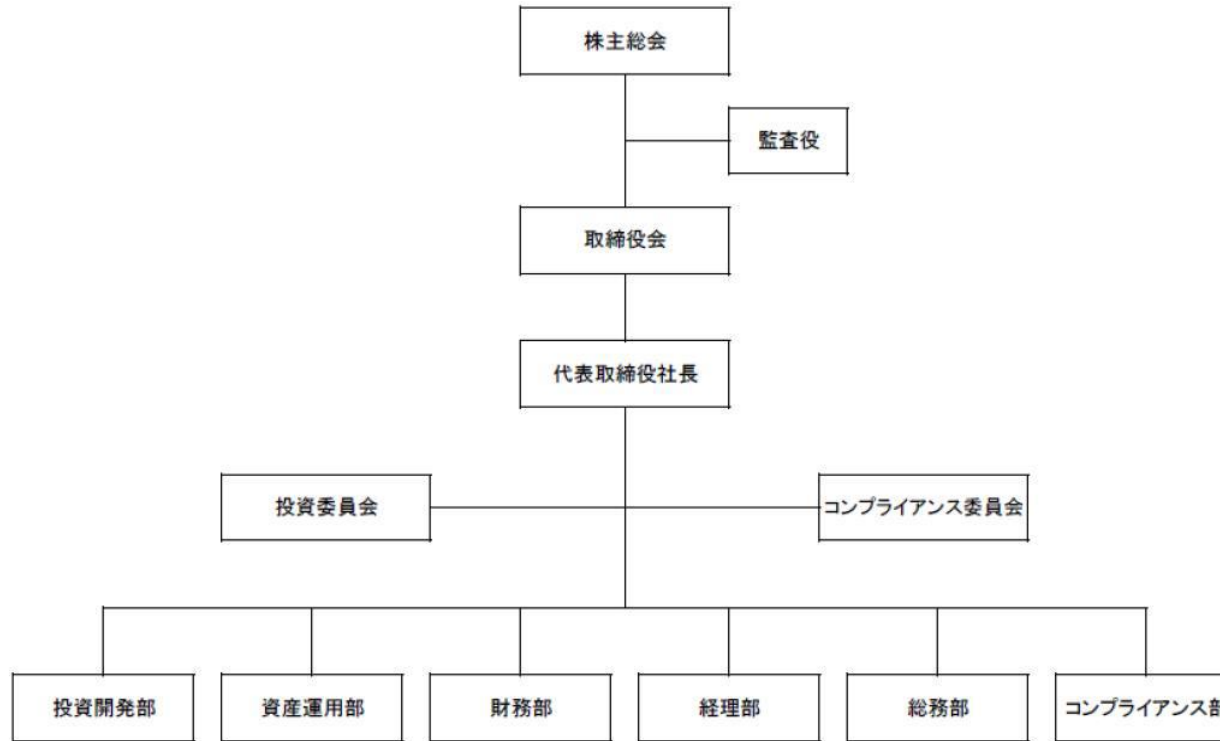 株主総会
監査役
取締役会
代表取締役社長
投資委員会
コンプライアンス委員会
投資開発部
資産運用部
財務部
経理部
総務部
コンプライアンス部